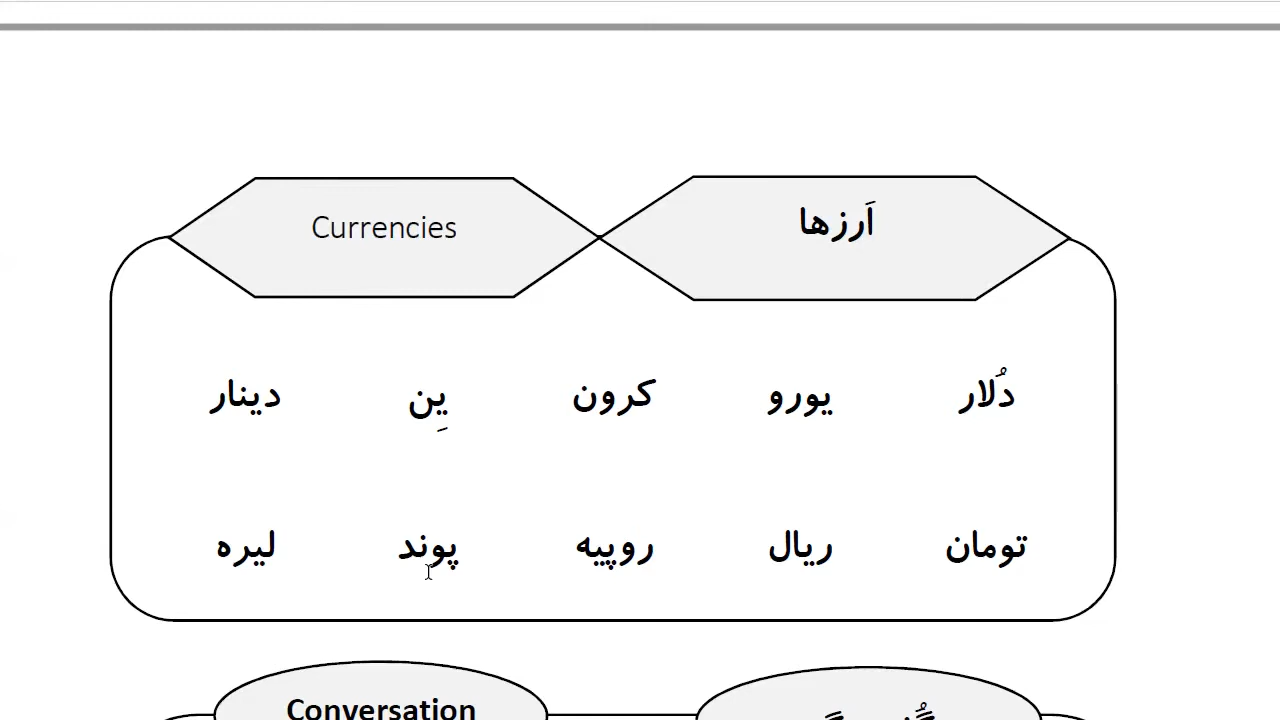 Currencies
اَرزها
دُلار یورو کرون یِن دینار
تومان ریال روپیه پوند لیره
Conversation